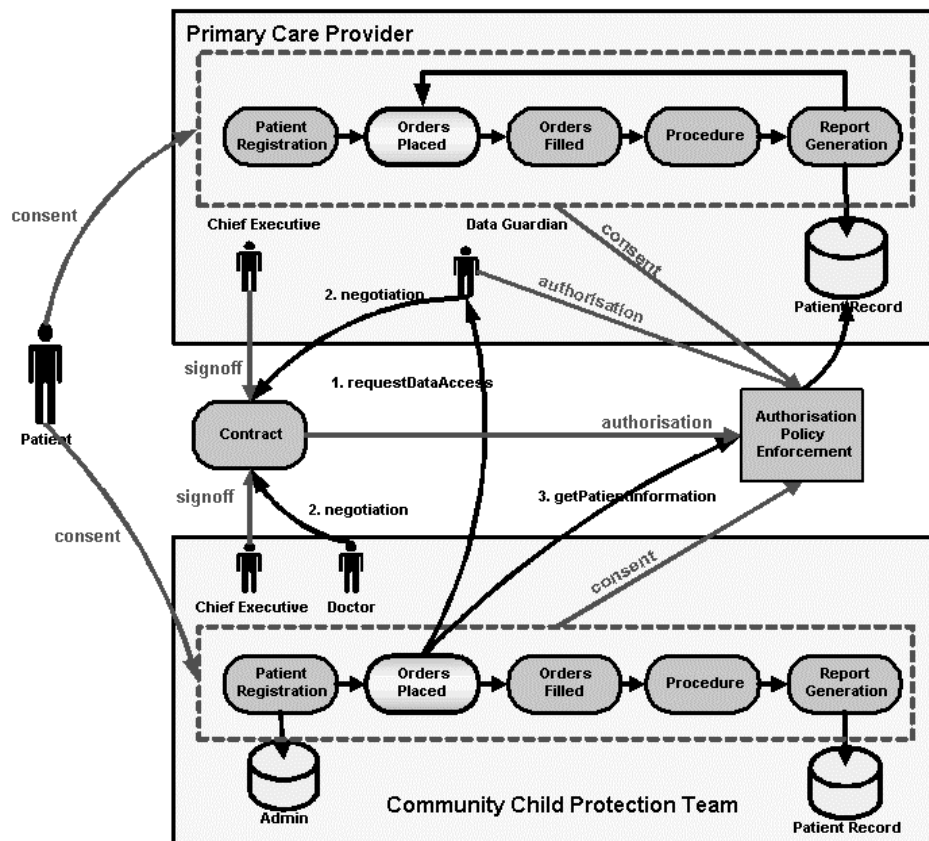 Primary Care Provider
Patient
Registration
Orders
Placed
Orders
Filled
Procedure
Report
Generation
consent
Chief Executive
Data Guardian
consent
2. negotiation
authorisation
Patient Record
signoff
1. requestDataAccess
Patient
Contract
authorisation
Authorisation
Policy
Enforcement
signoff
3. getPatientInformation
2. negotiation
consent
consent
Chief Executive
Doctor
Patient
Registration
Orders
Placed
Orders
Filled
Procedure
Report
Generation
Admin
Community Child Protection Team
Patient Record